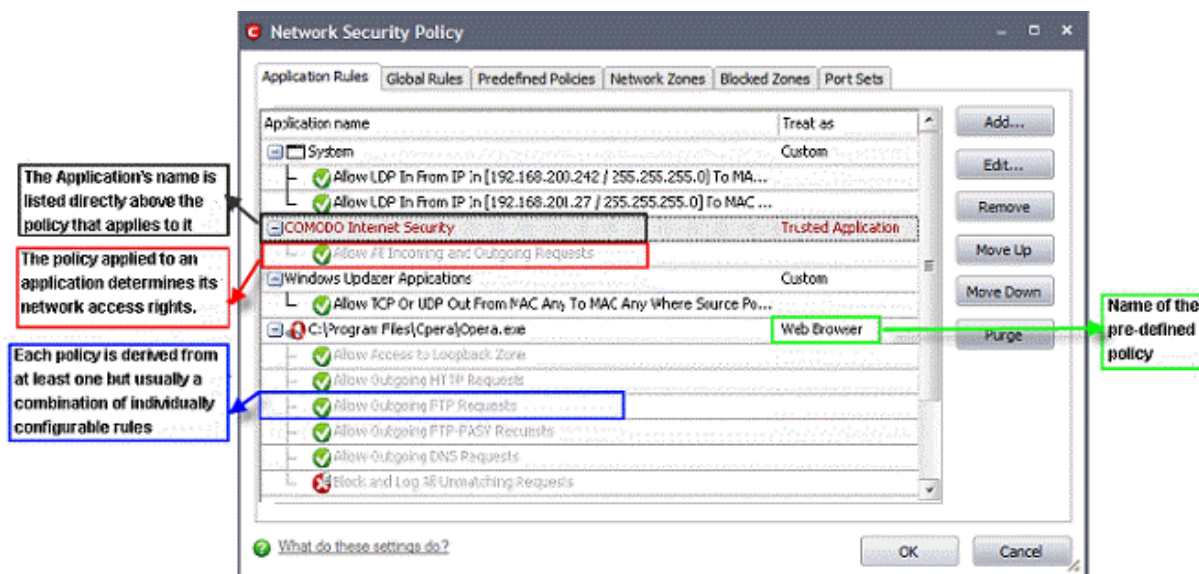 Network Security Policy
Application Rules
Global Rules
Predefined Policies
Network Zones
Blocked Zones
Port Sets
Application name
Treat as
System
Custom
Allow UDP In From IP In [192.168.200.242 / 255.255.255.0] To MA...
Allow UDP In From IP In [192.168.201.27 / 255.255.255.0] To MAC ...
COMODO Internet Security
Trusted Application
Allow All Incoming and Outgoing Requests
Windows Updater Applications
Custom
Allow TCP Or UDP Out From MAC Any To MAC Any Where Source Po...
C:\Program Files\Opera\Opera.exe
Web Browser
Allow Access to Loopback Zone
Allow Outgoing HTTP Requests
Allow Outgoing FTP Requests
Allow Outgoing FTP-PASV Requests
Allow Outgoing DNS Requests
Block and Log All Unmatching Requests
Add...
Edit...
Remove
Move Up
Move Down
Purge
What do these settings do?
OK
Cancel
The Application's name is
listed directly above the
policy that applies to it
The policy applied to an
application determines its
network access rights.
Each policy is derived from
at least one but usually a
combination of individually
configurable rules
Name of the
pre-defined
policy